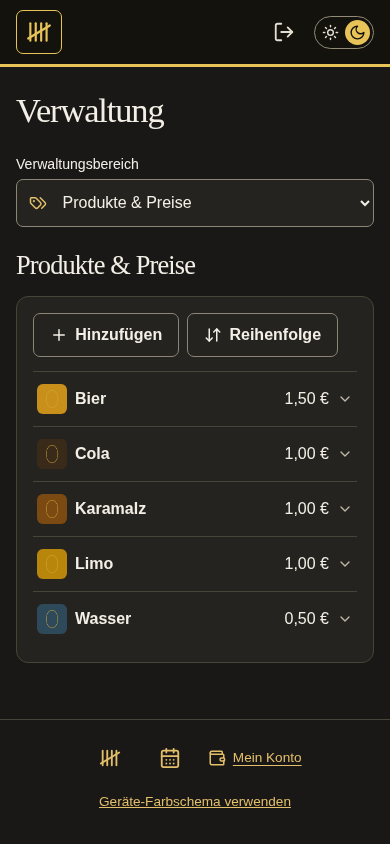 Verwaltung
Verwaltungsbereich
Produkte & Preise
Produkte & Preise
Hinzufügen Reihenfolge
Bier 1,50 €
Cola 1,00 €
Karamalz 1,00 €
Limo 1,00 €
Wasser 0,50 €
Mein Konto
Geräte-Farbschema verwenden